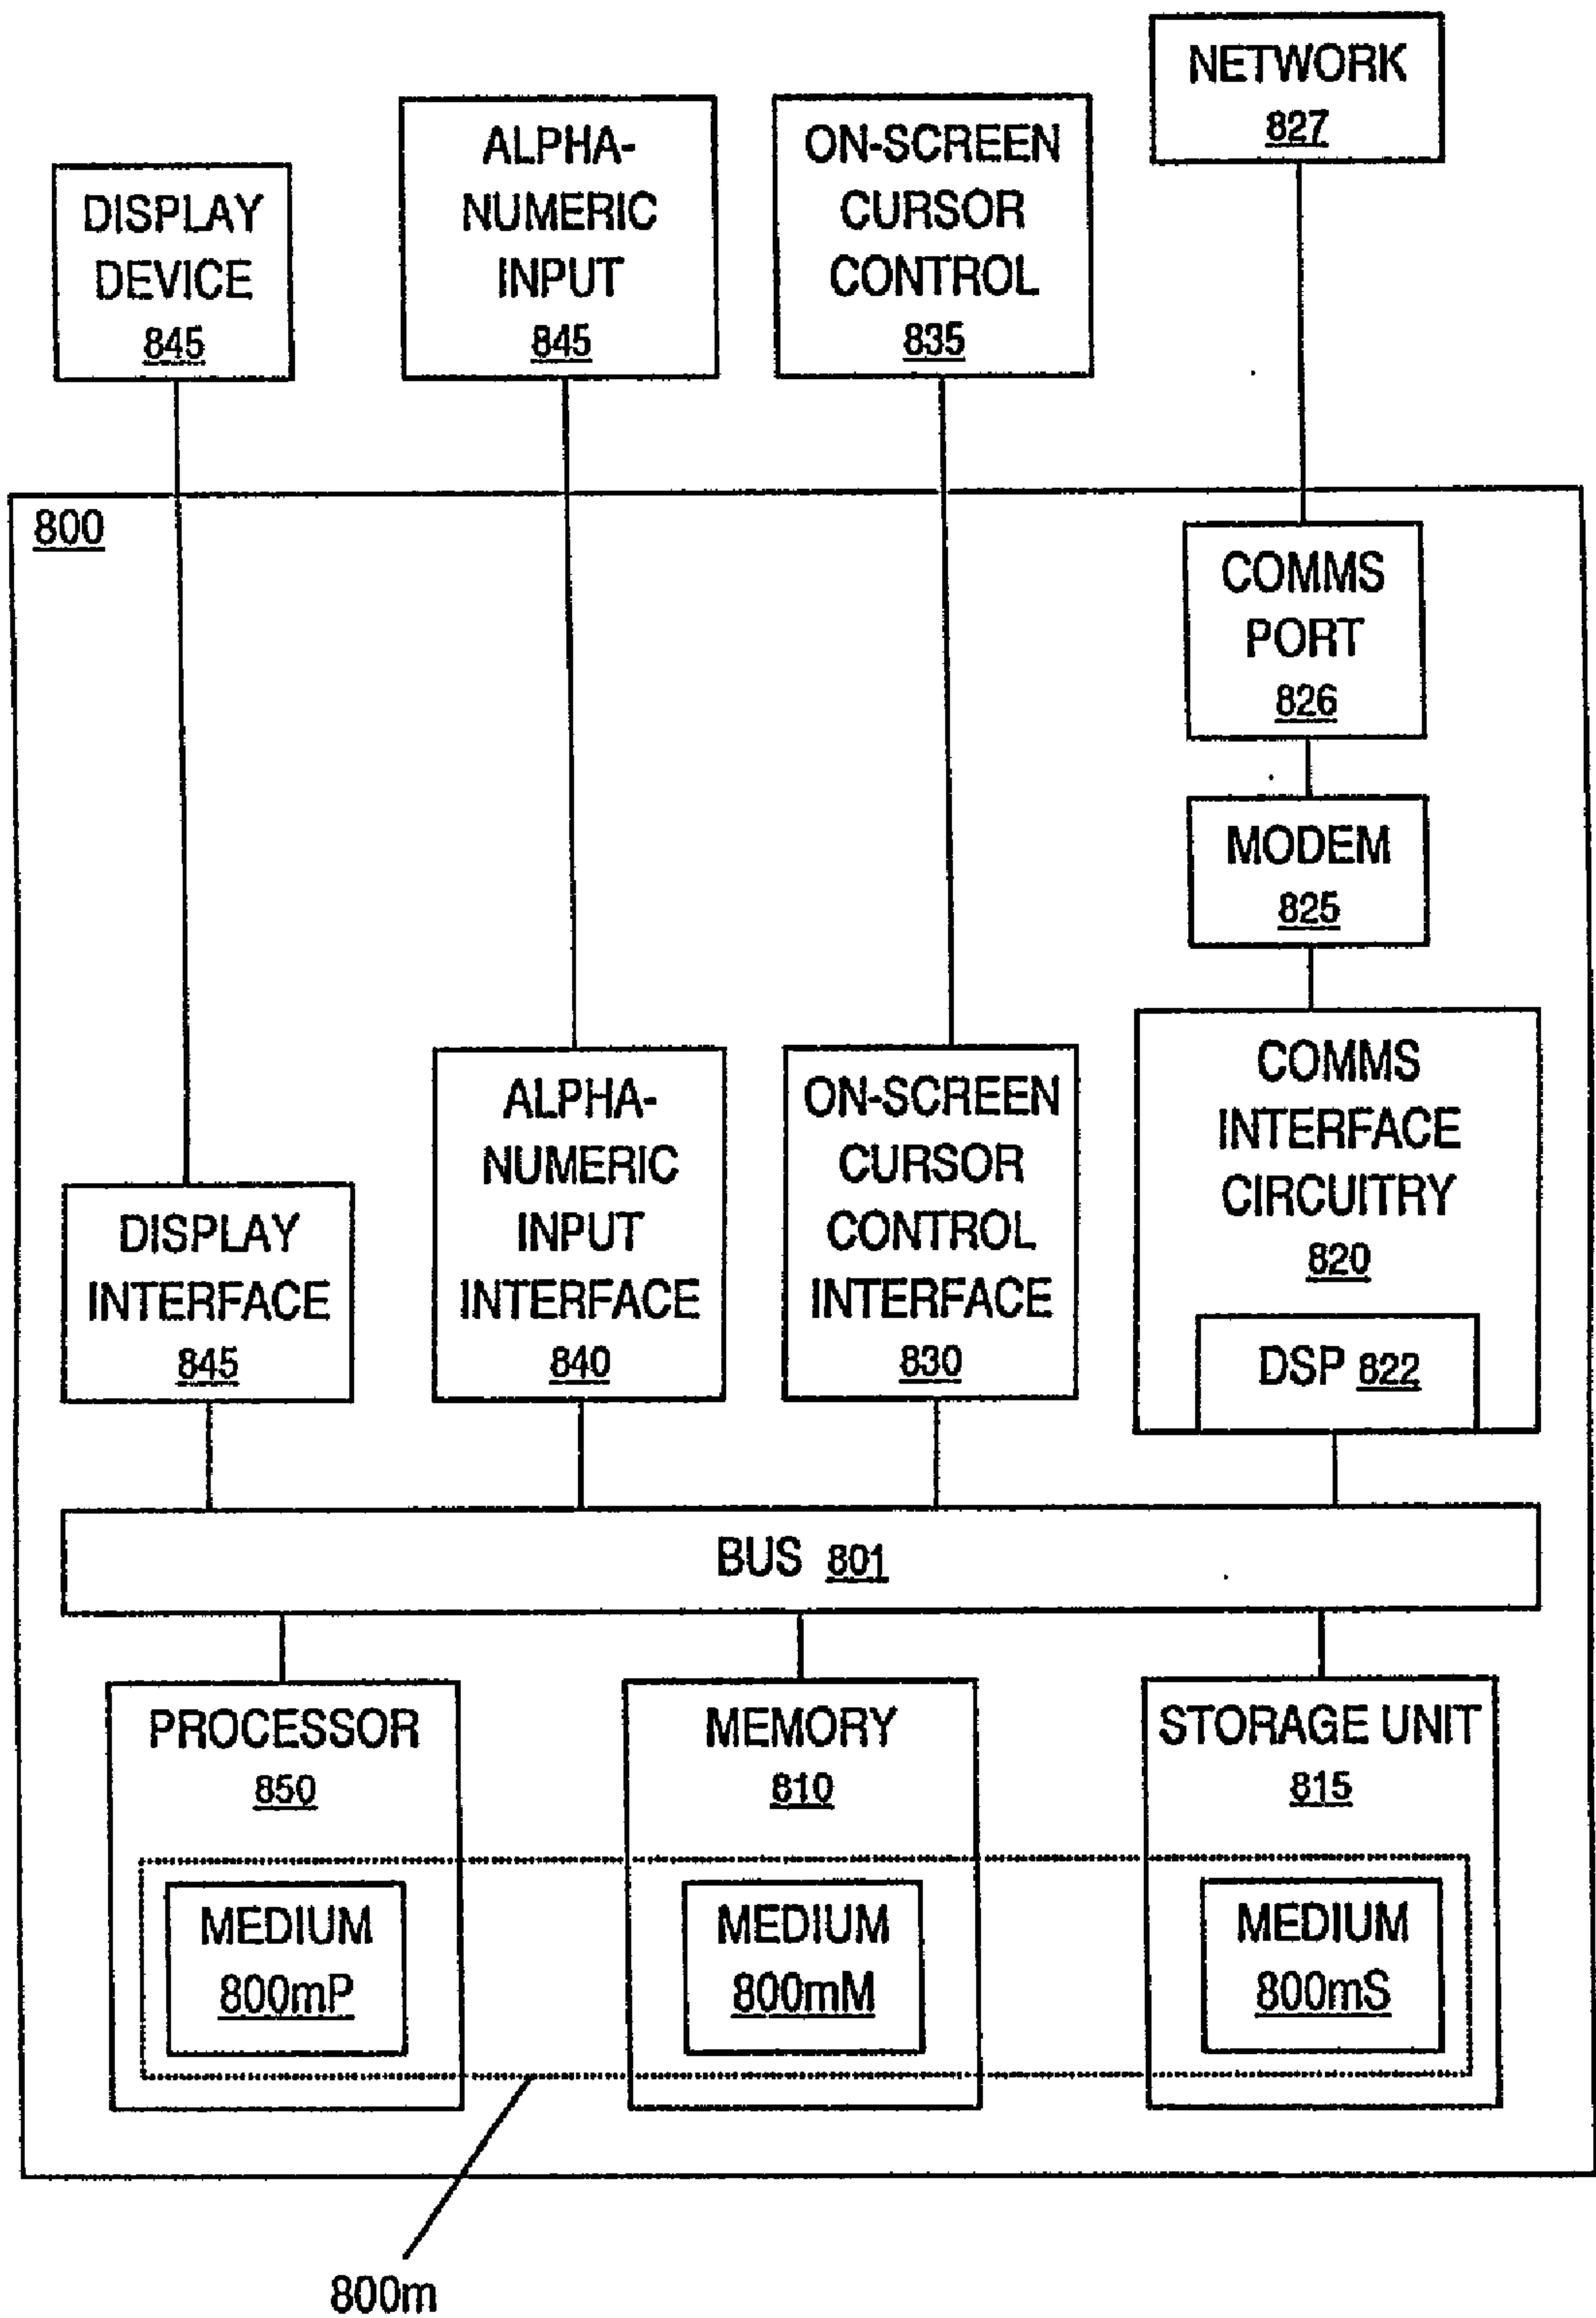 NETWORK
827
ALPHA-
NUMERIC
INPUT
845
ON-SCREEN
CURSOR
CONTROL
835
DISPLAY
DEVICE
845
800
COMMS
PORT
826
MODEM
825
COMMS
INTERFACE
CIRCUITRY
820
DSP 822
ALPHA-
NUMERIC
INPUT
INTERFACE
840
ON-SCREEN
CURSOR
CONTROL
INTERFACE
830
DISPLAY
INTERFACE
845
BUS 801
PROCESSOR
850
MEMORY
810
STORAGE UNIT
815
MEDIUM
800mP
MEDIUM
800mM
MEDIUM
800mS
800m